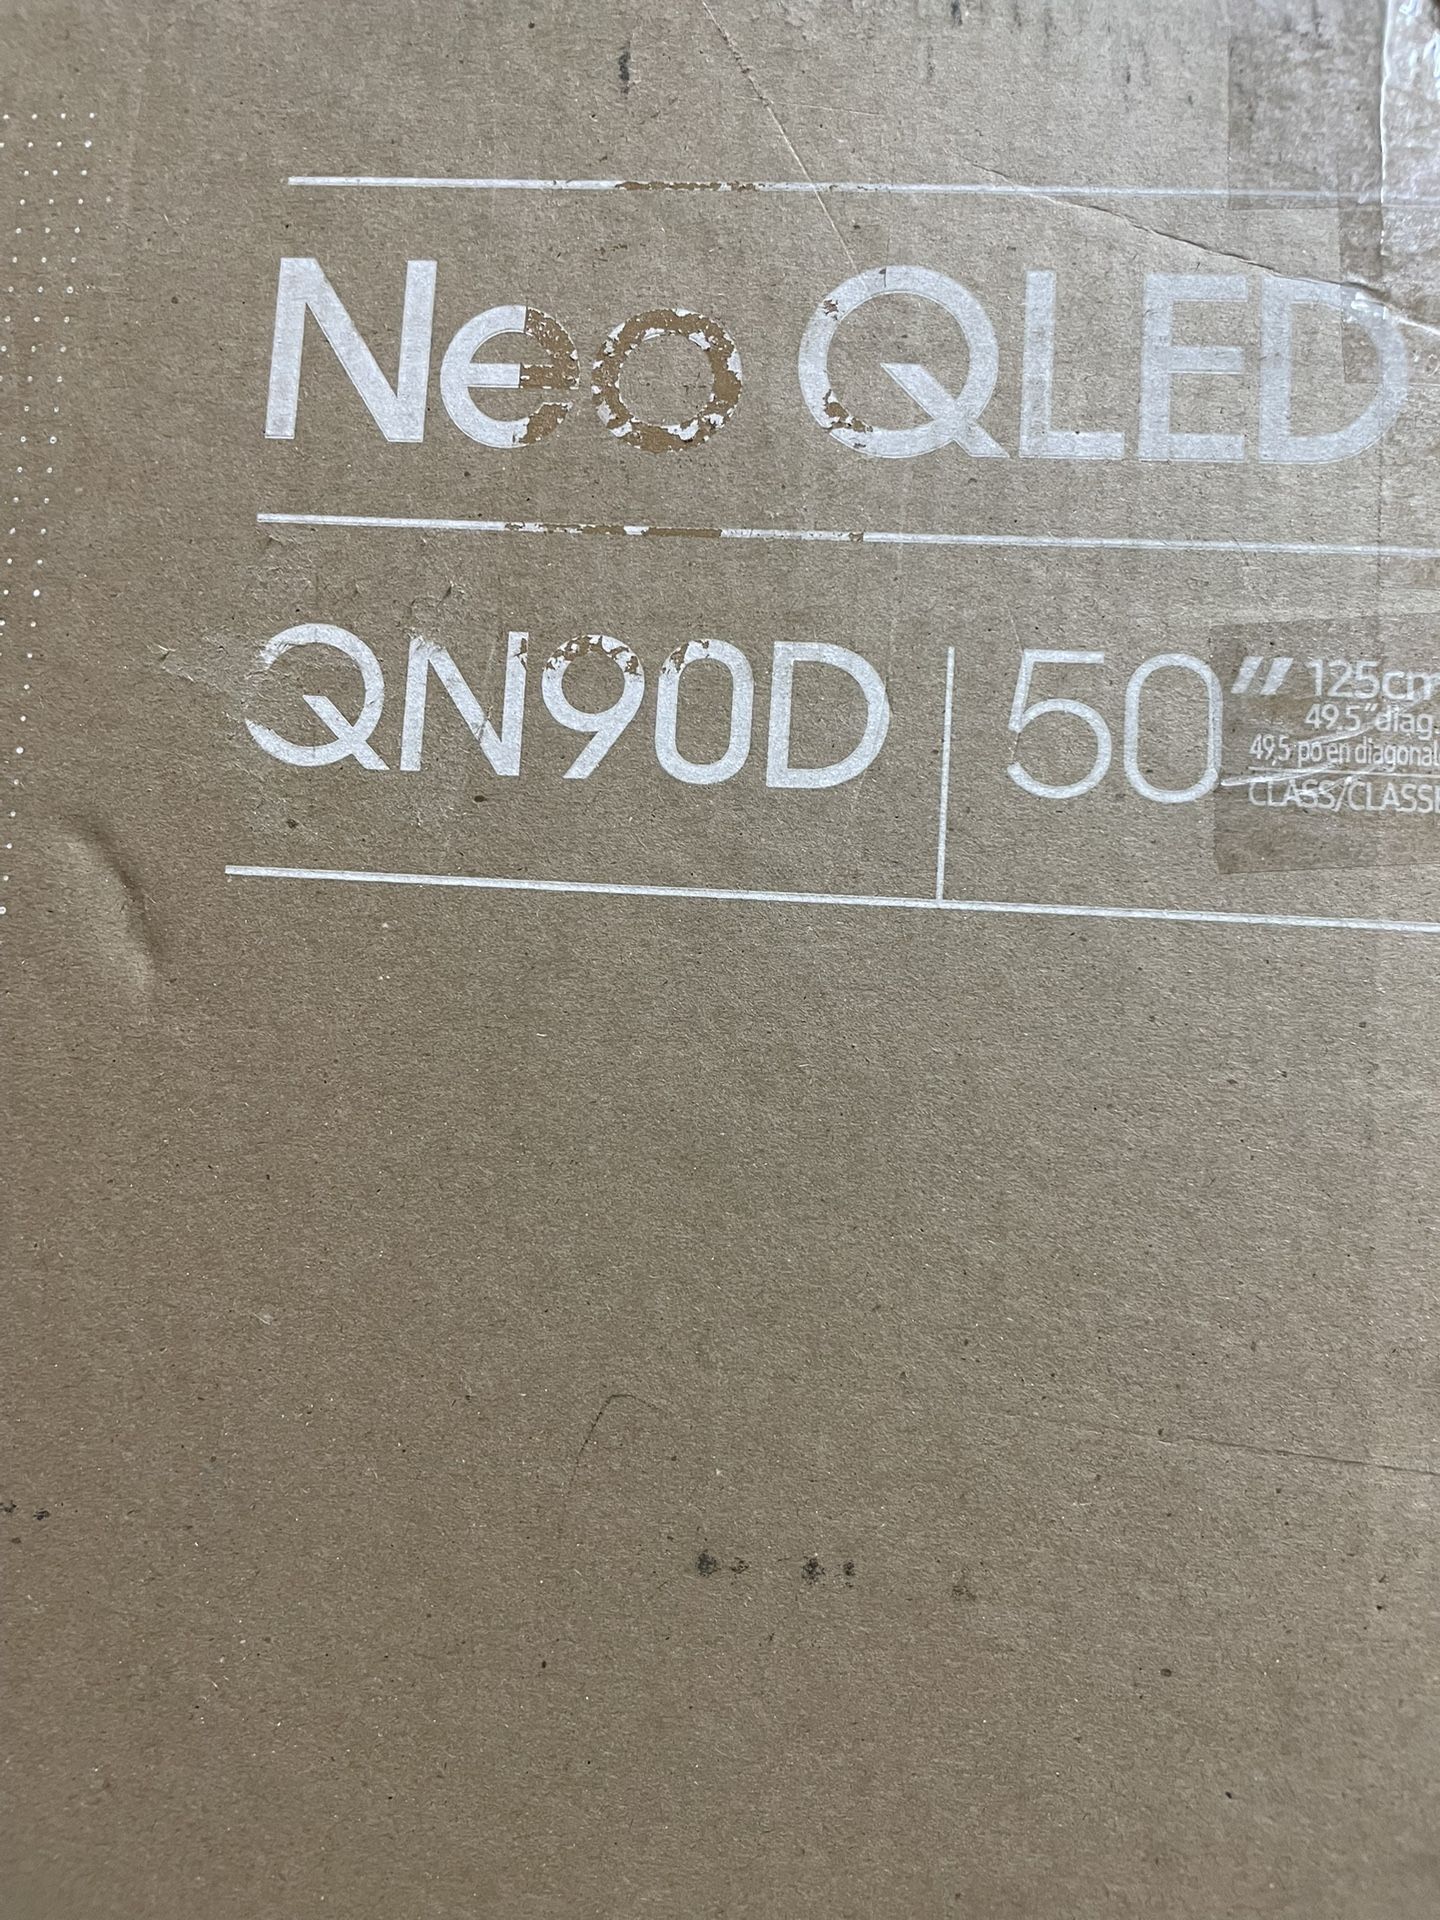 Neo QLED
QN90D 50" 125cm
49.5"diag.
49,5 po en diagonale
CLASS/CLASSE